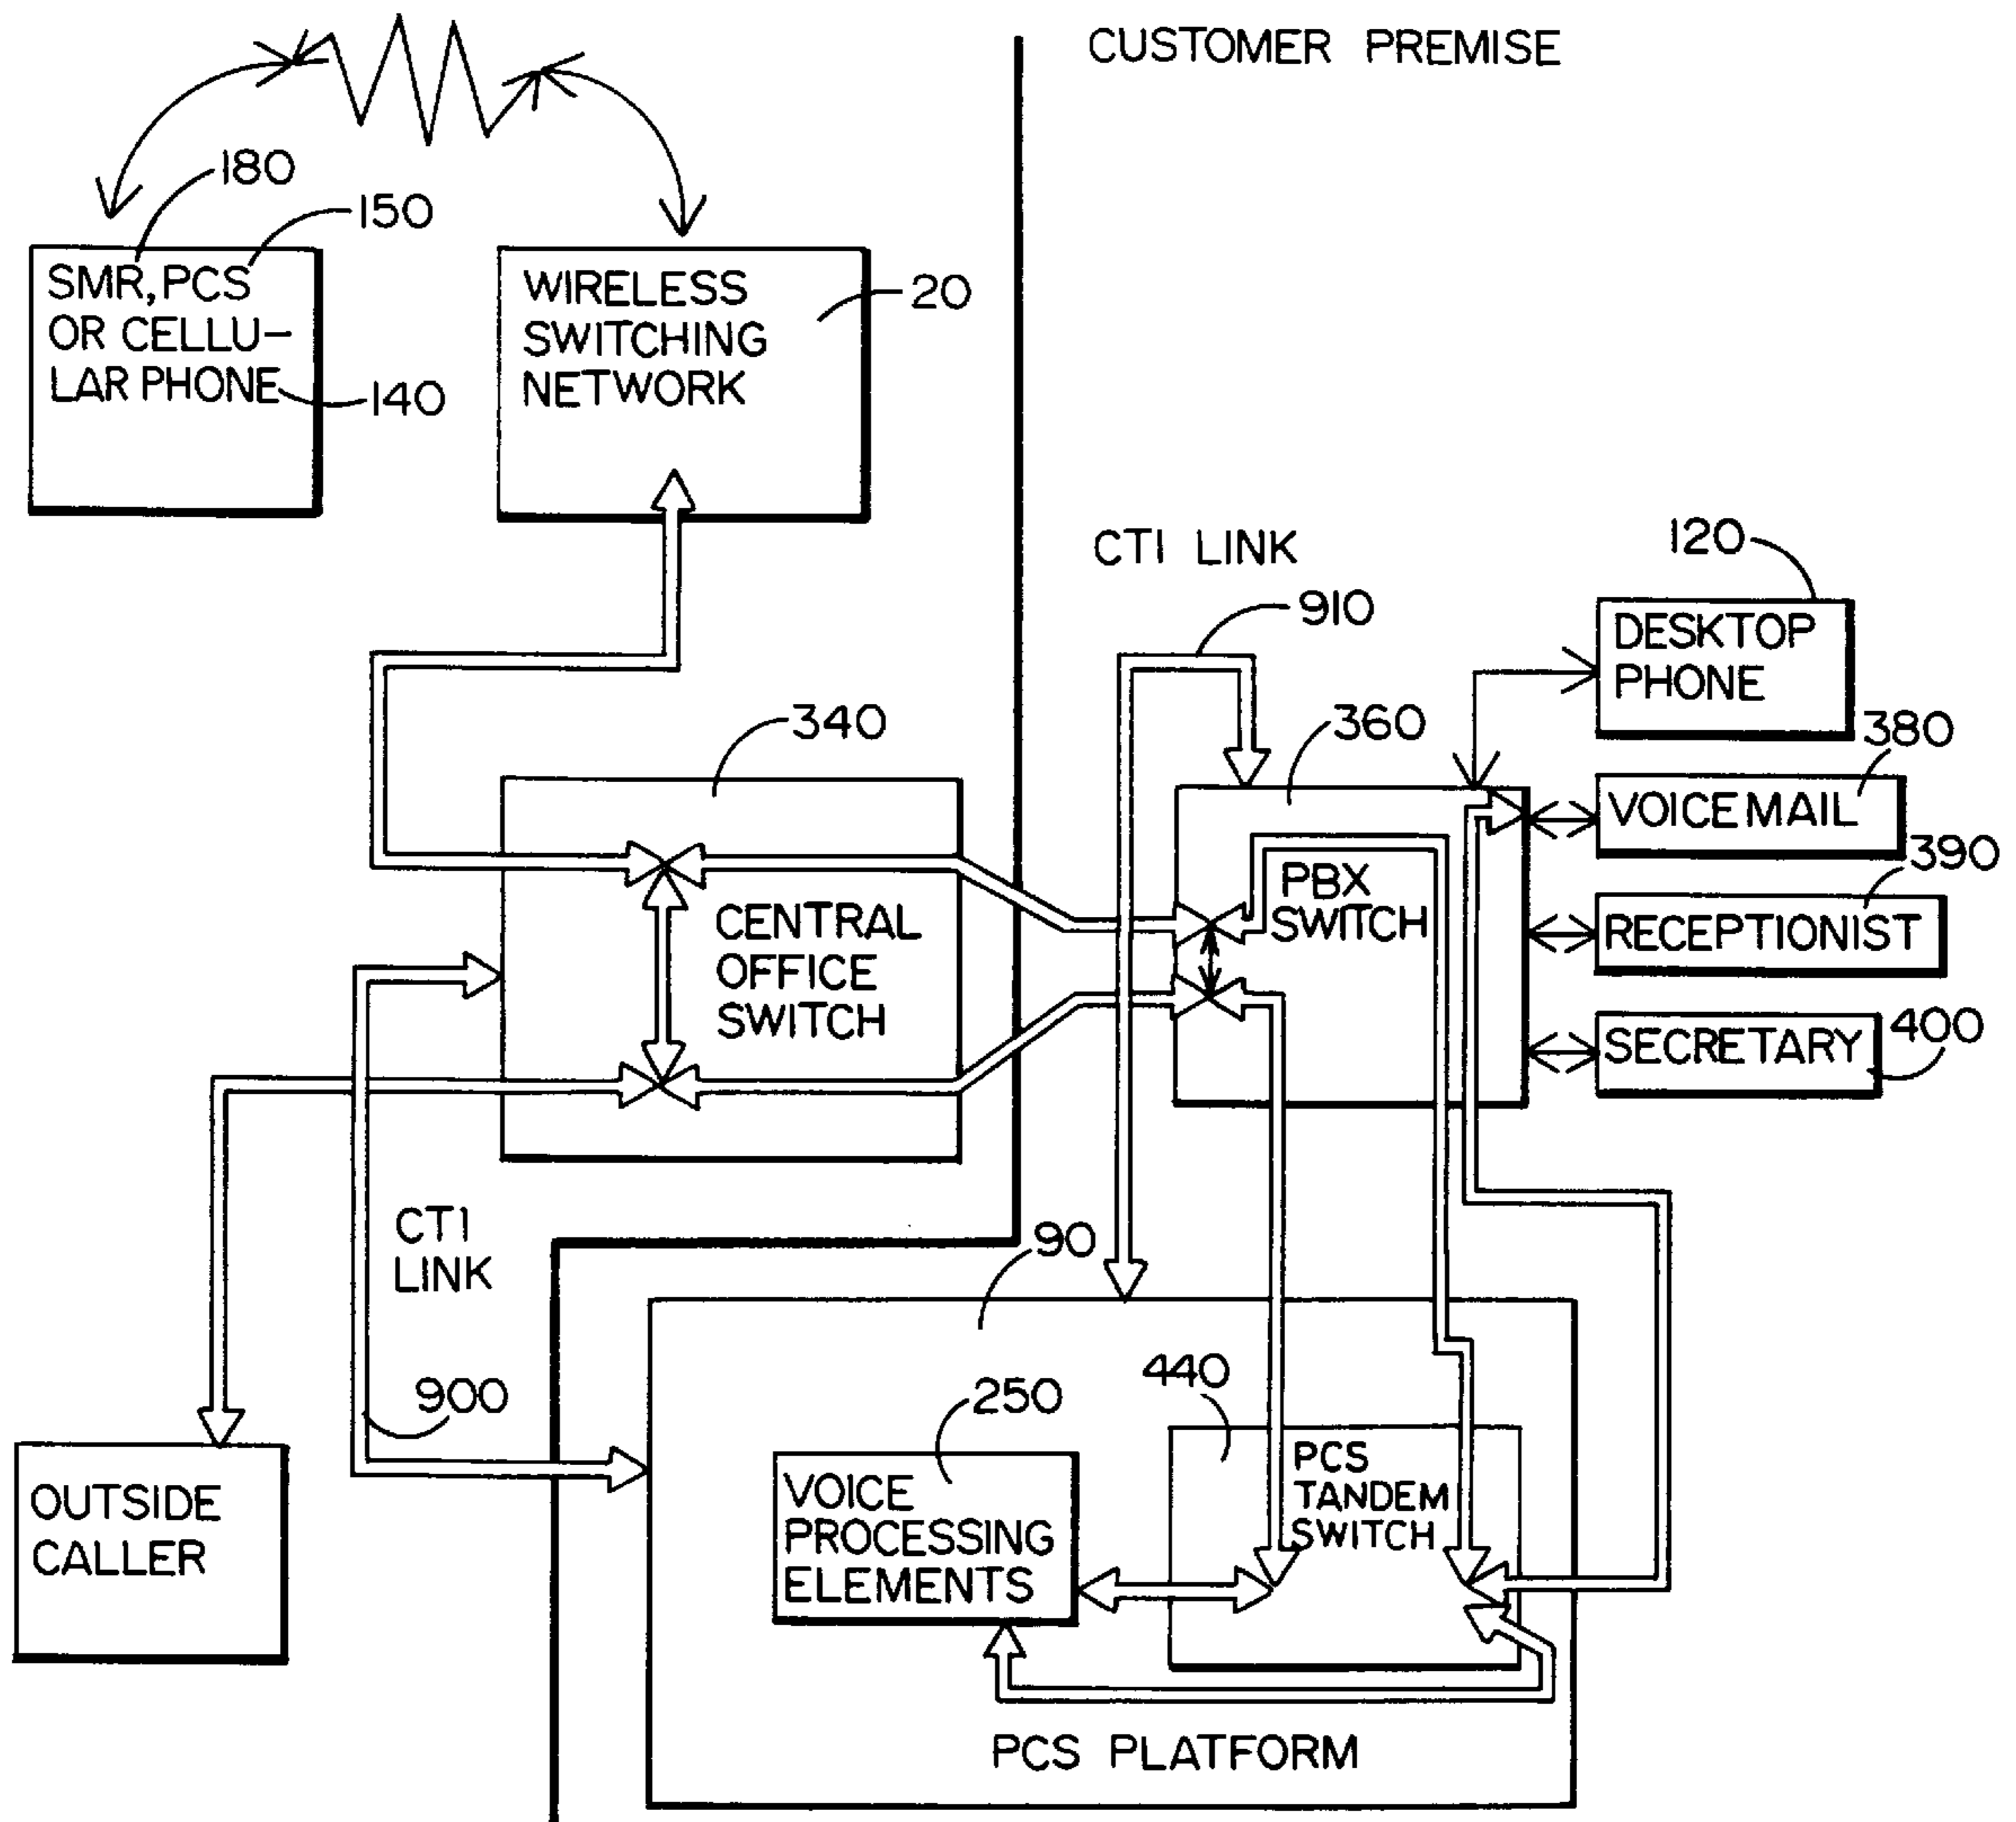 CUSTOMER PREMISE
180
150
SMR, PCS
OR CELLU-
LAR PHONE
140
WIRELESS
SWITCHING
NETWORK
20
CTI LINK
910
120
DESKTOP
PHONE
340
360
380
VOICE MAIL
390
RECEPTIONIST
400
SECRETARY
PBX
SWITCH
CENTRAL
OFFICE
SWITCH
CTI
LINK
900
90
OUTSIDE
CALLER
250
VOICE
PROCESSING
ELEMENTS
440
PCS
TANDEM
SWITCH
PCS PLATFORM